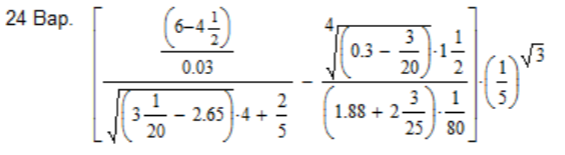 24 Вар. [ ((6–4 1/2)/0.03) / (√(3 1/20 − 2.65)·4 + 2/5) − (⁴√(0.3 − 3/20)·1 1/2) / ((1.88 + 2 3/25)·1/80) ]·(1/5)^√3